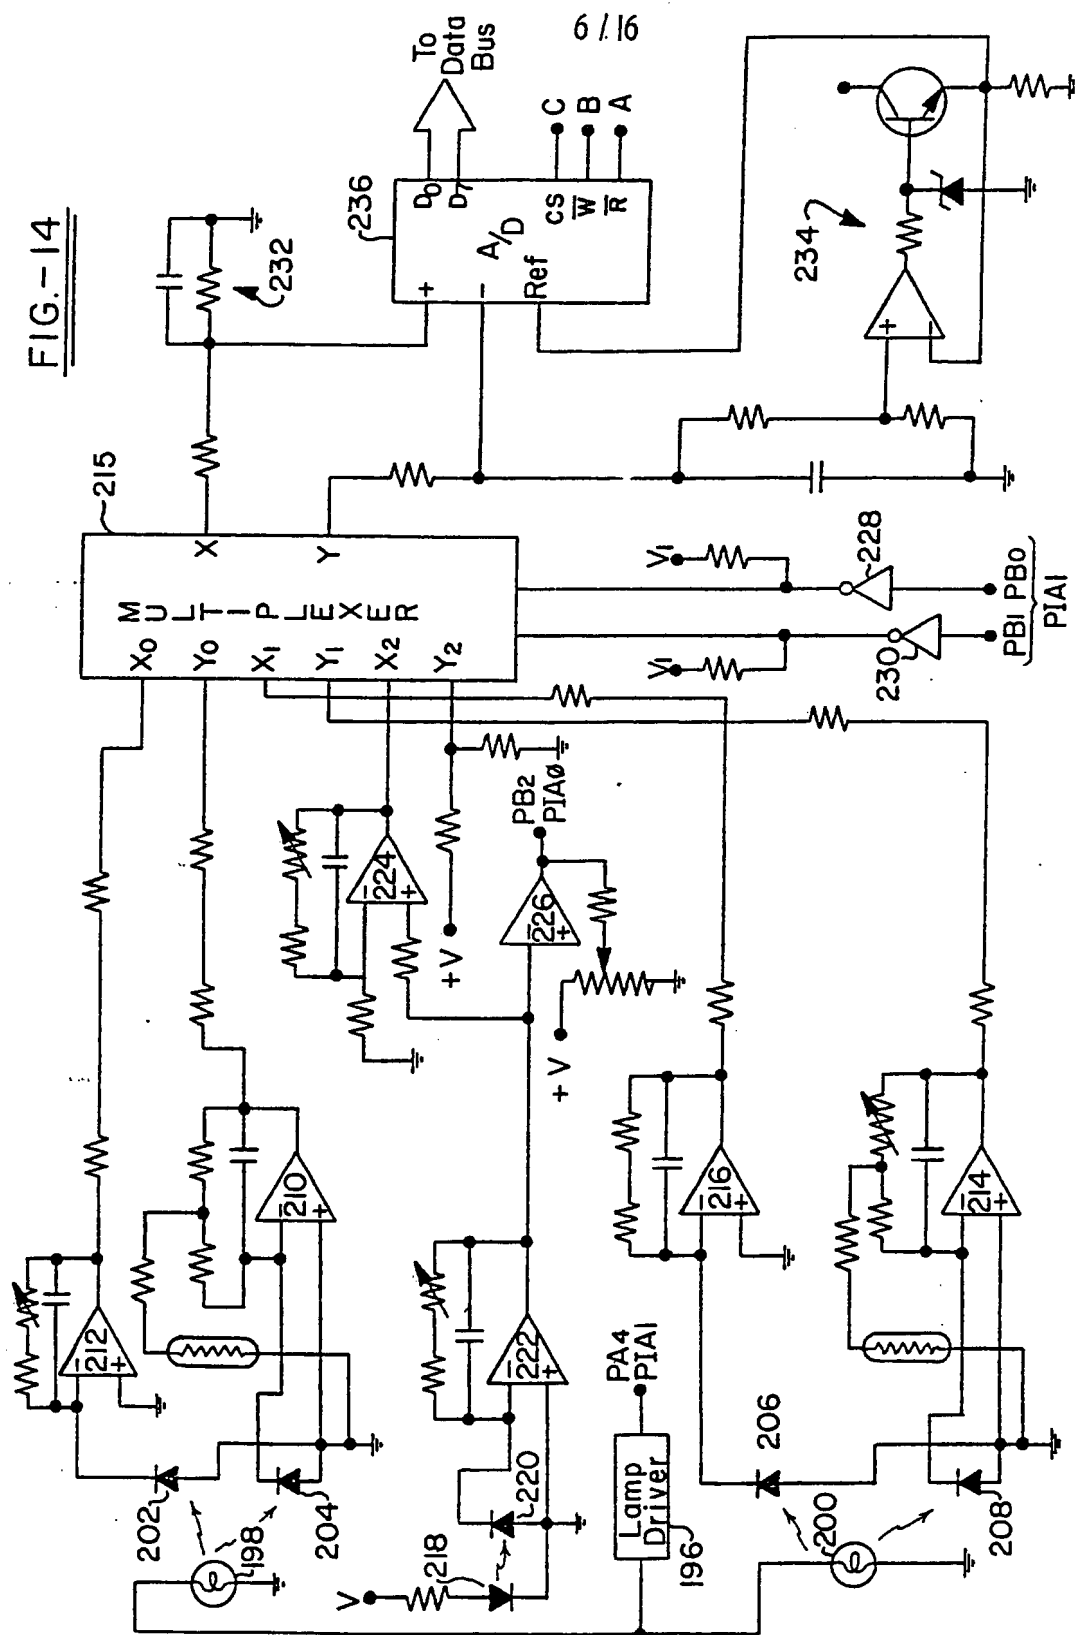 6/16
FIG.-14
To
Data
Bus
236
D0
D7
A/D
+
−
Ref
CS
W
R
C
B
A
232
234
+
−
215
MULTIPLEXER
X0
Y0
X1
Y1
X2
Y2
X
Y
V1
V1
228
230
PB1 PB0
PIA1
212
−
+
210
−
+
224
−
+
+V
226
−
+
PB2
PIA0
+V
222
−
+
216
−
+
214
−
+
202
198
204
V
218
220
Lamp
Driver
196
PA4
PIA1
206
200
208